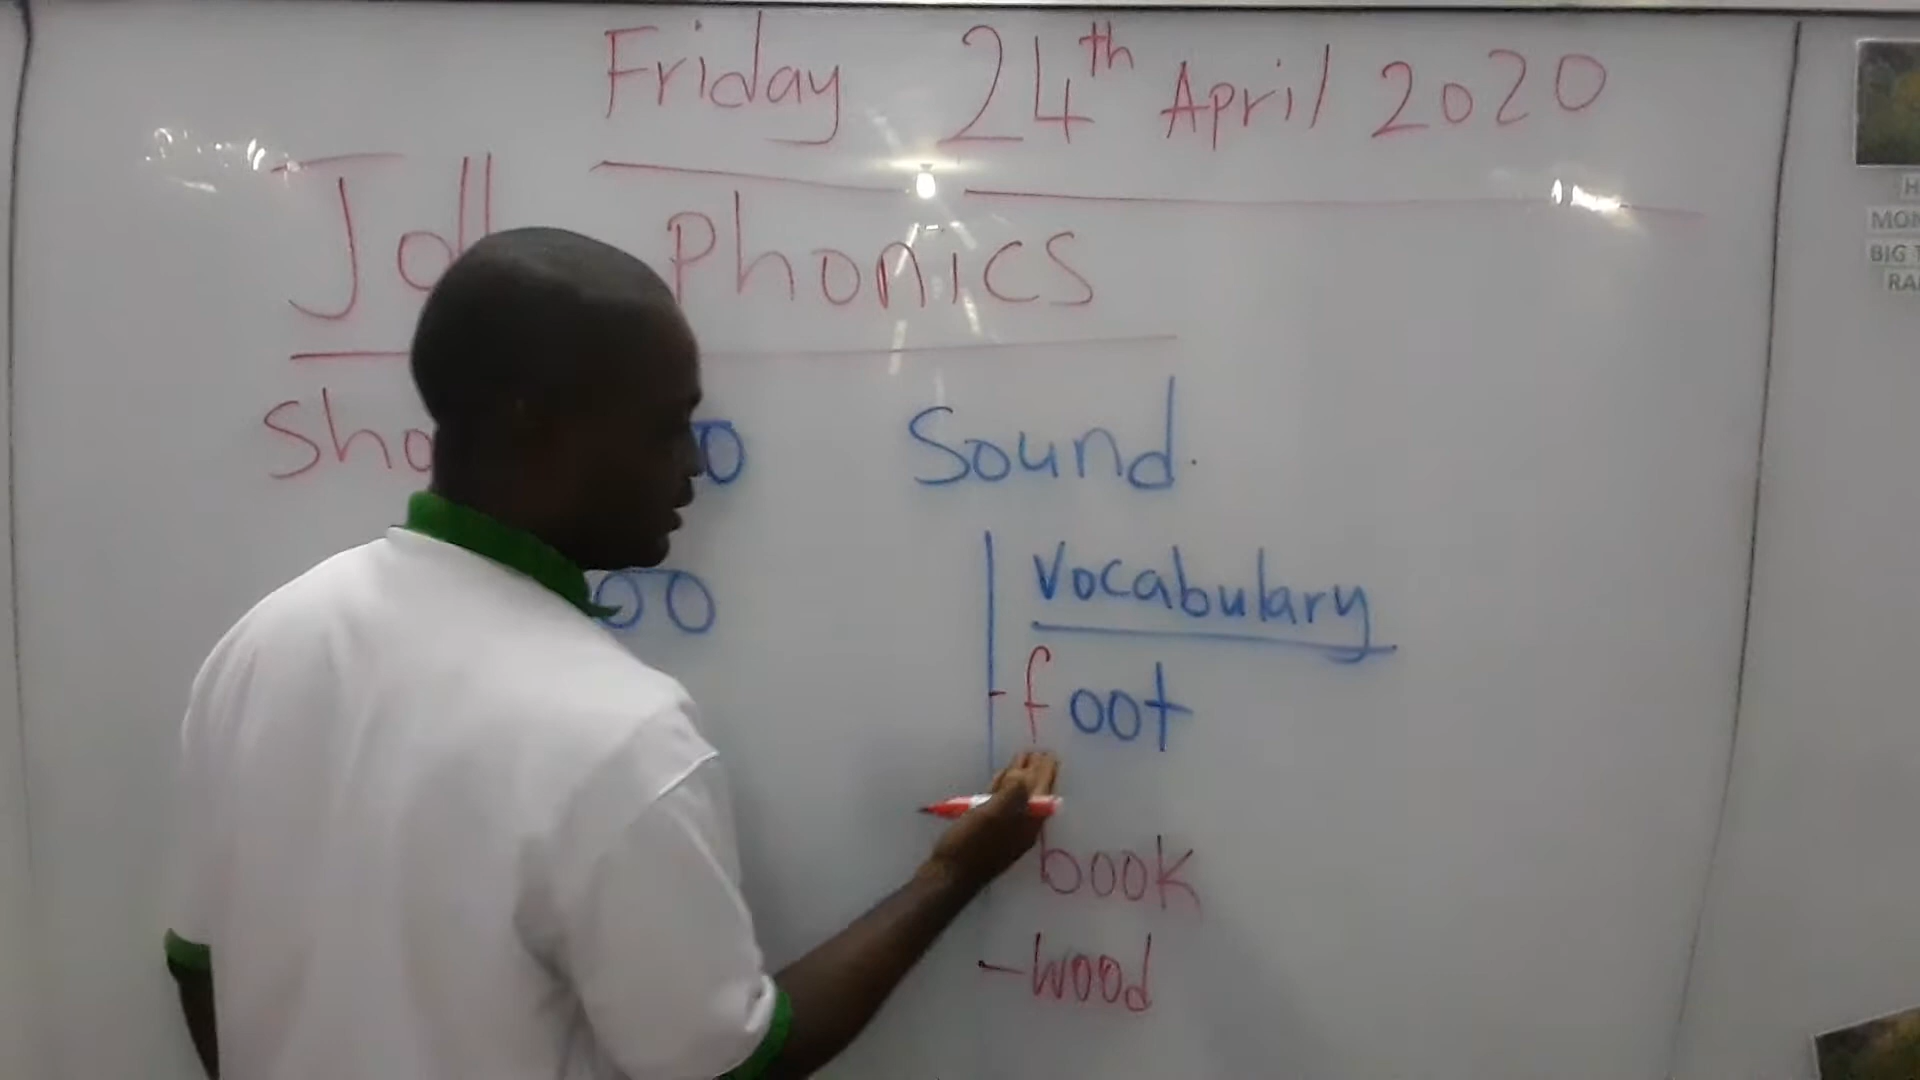 Friday 24th April 2020
Phonics
Sound.
oo
Vocabulary
- foot
book
- wood